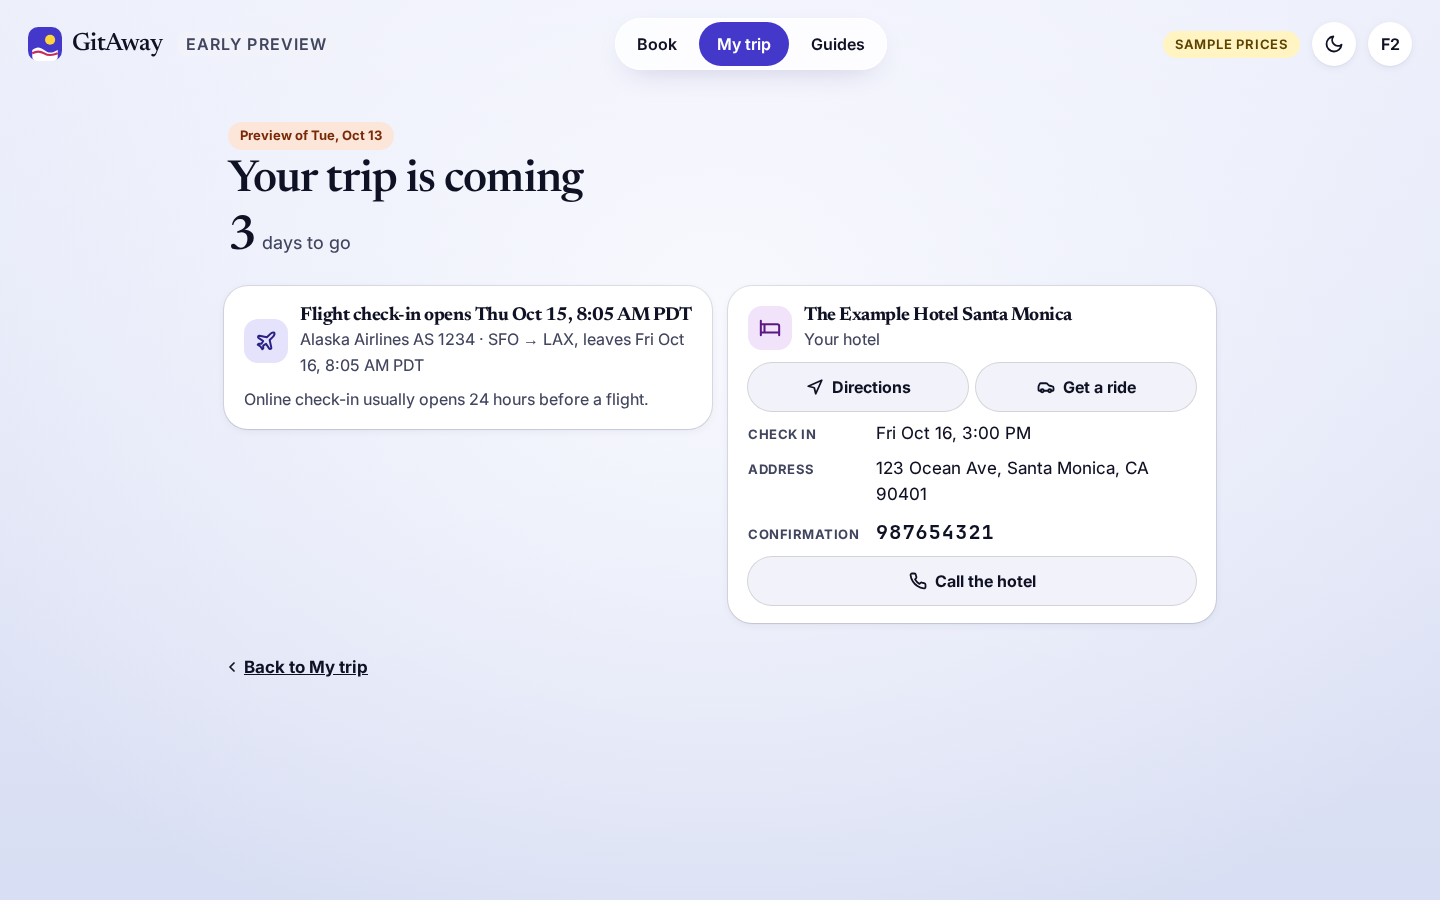 GitAway
EARLY PREVIEW
Book
My trip
Guides
SAMPLE PRICES
F2
Preview of Tue, Oct 13
Your trip is coming
3 days to go
Flight check-in opens Thu Oct 15, 8:05 AM PDT
Alaska Airlines AS 1234 · SFO → LAX, leaves Fri Oct
16, 8:05 AM PDT
Online check-in usually opens 24 hours before a flight.
The Example Hotel Santa Monica
Your hotel
Directions
Get a ride
CHECK IN
Fri Oct 16, 3:00 PM
ADDRESS
123 Ocean Ave, Santa Monica, CA
90401
CONFIRMATION
987654321
Call the hotel
Back to My trip